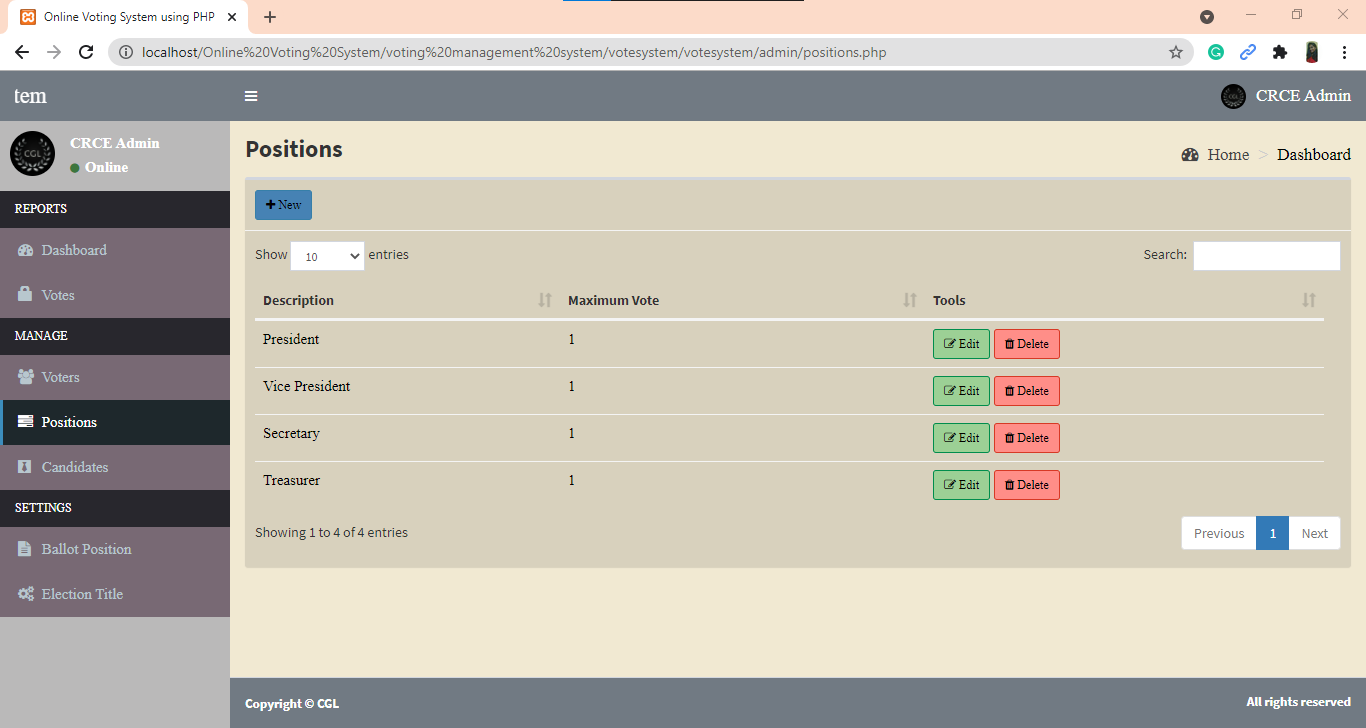 Online Voting System using PHP
localhost/Online%20Voting%20System/voting%20management%20system/votesystem/votesystem/admin/positions.php
tem
CRCE Admin
CGL
CRCE Admin
Online
REPORTS
Dashboard
Votes
MANAGE
Voters
Positions
Candidates
SETTINGS
Ballot Position
Election Title
Positions
Home > Dashboard
New
Show 10 entries Search:
Description Maximum Vote Tools
President 1 Edit Delete
Vice President 1 Edit Delete
Secretary 1 Edit Delete
Treasurer 1 Edit Delete
Showing 1 to 4 of 4 entries Previous 1 Next
Copyright © CGL All rights reserved